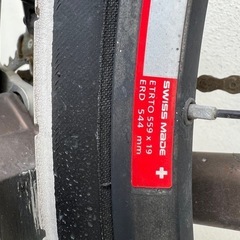 SWISS MADE
ETRTO 559 x 19
ERD 544 mm